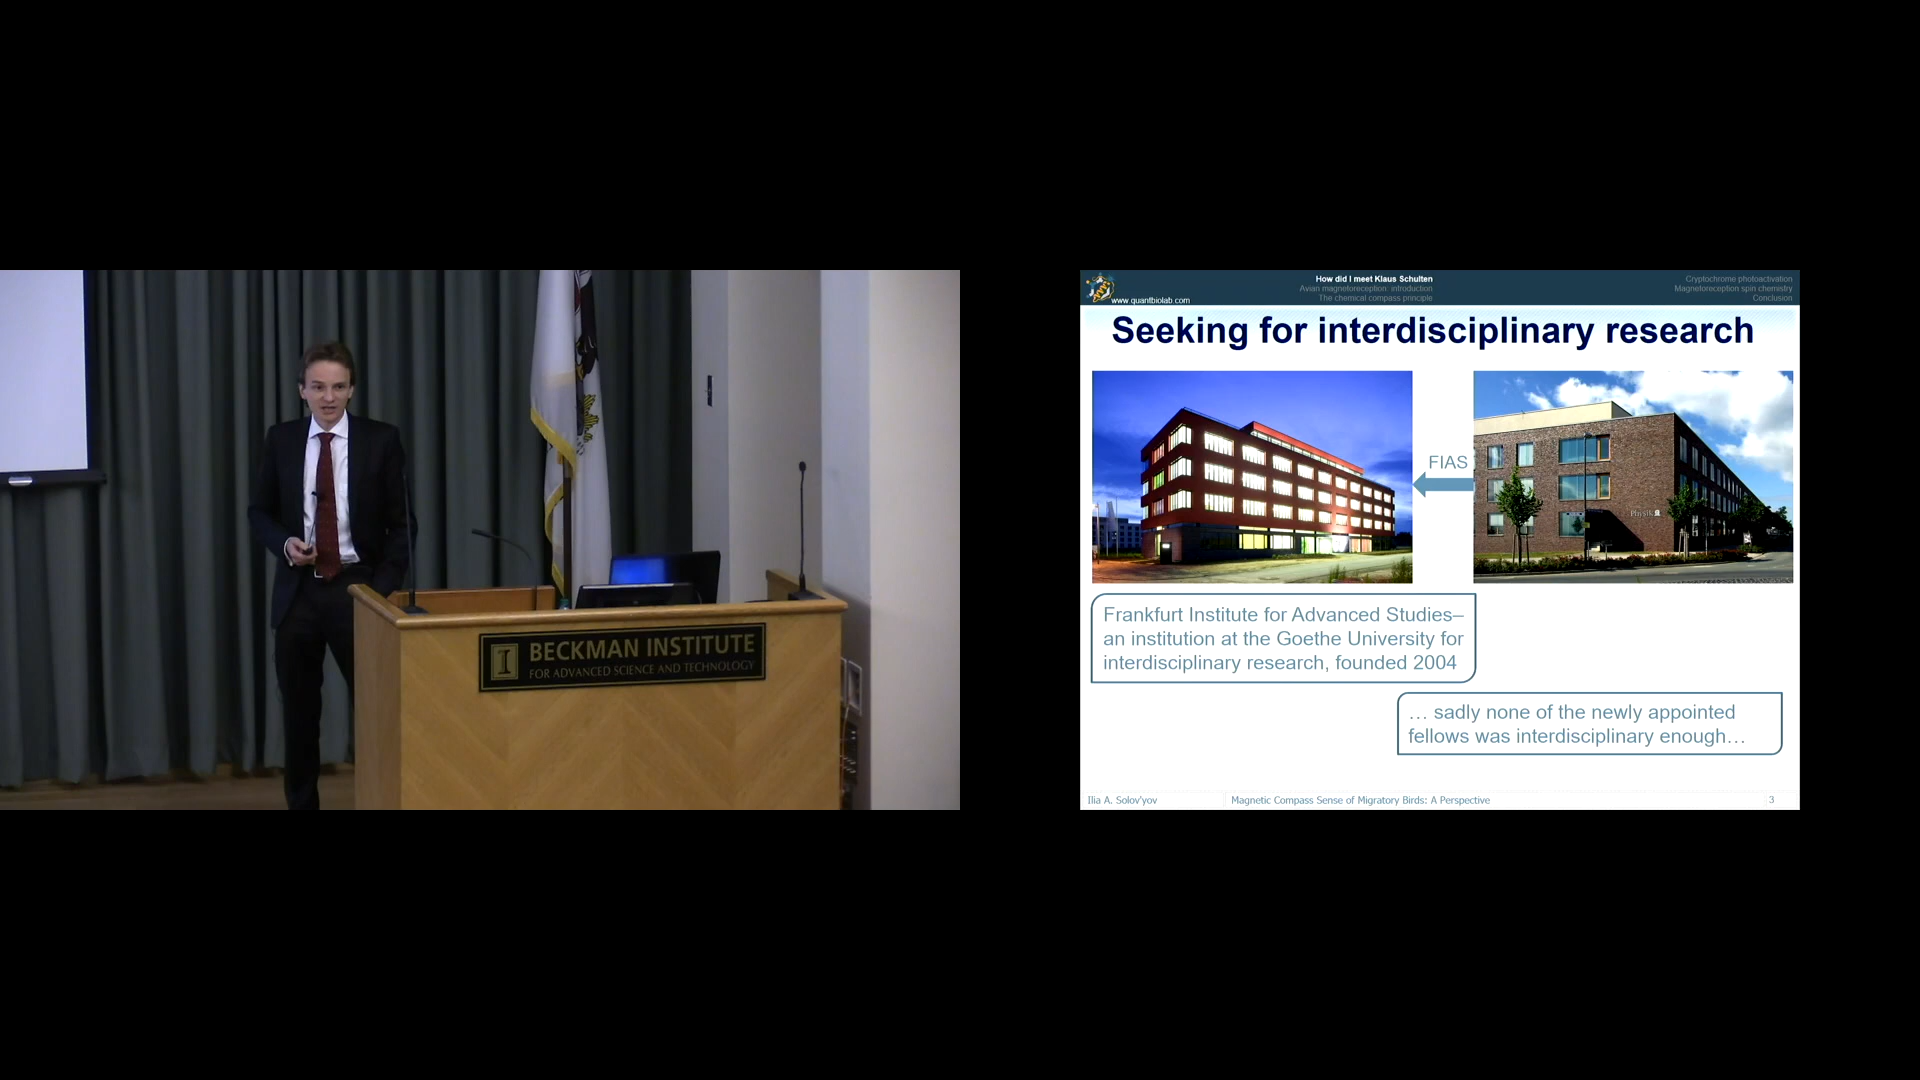 I
BECKMAN INSTITUTE
FOR ADVANCED SCIENCE AND TECHNOLOGY
www.quantbiolab.com
How did I meet Klaus Schulten
Avian magnetoreception: introduction
The chemical compass principle
Cryptochrome photoactivation
Magnetoreception spin chemistry
Conclusion
Seeking for interdisciplinary research
FIAS
Physik
Frankfurt Institute for Advanced Studies–
an institution at the Goethe University for
interdisciplinary research, founded 2004
… sadly none of the newly appointed
fellows was interdisciplinary enough…
Ilia A. Solov'yov
Magnetic Compass Sense of Migratory Birds: A Perspective
3